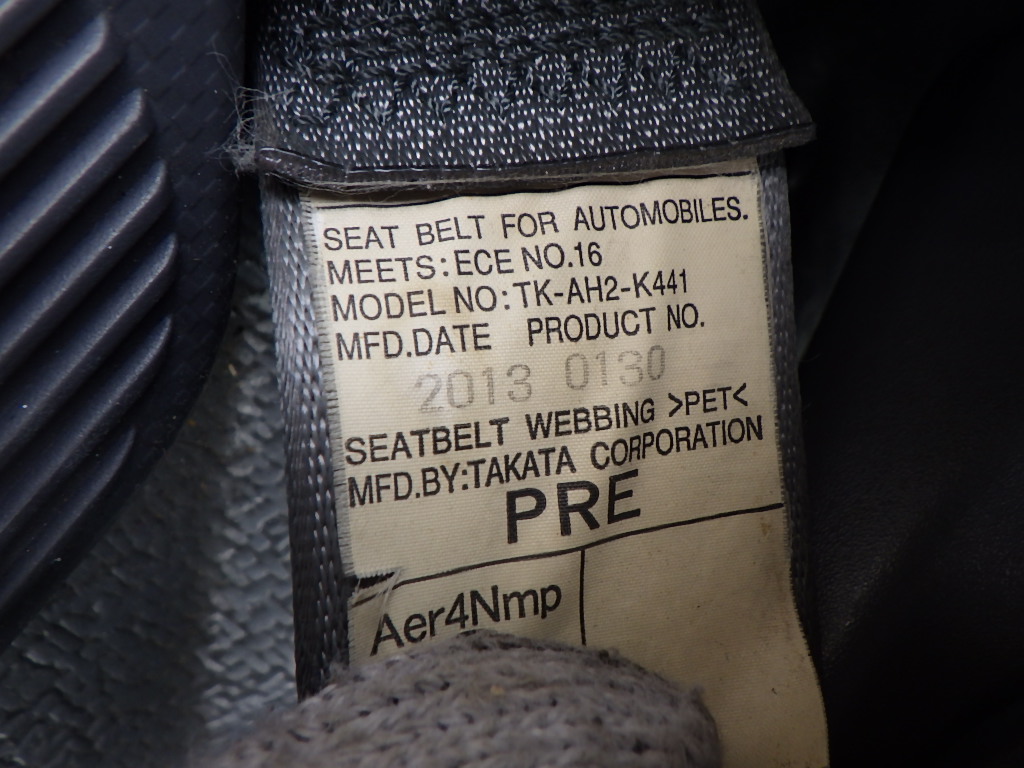 SEAT BELT FOR AUTOMOBILES.
MEETS:ECE NO.16
MODEL NO:TK-AH2-K441
MFD.DATE PRODUCT NO.
2013 0130
SEATBELT WEBBING >PET<
MFD.BY:TAKATA CORPORATION
PRE
Aer4Nmp